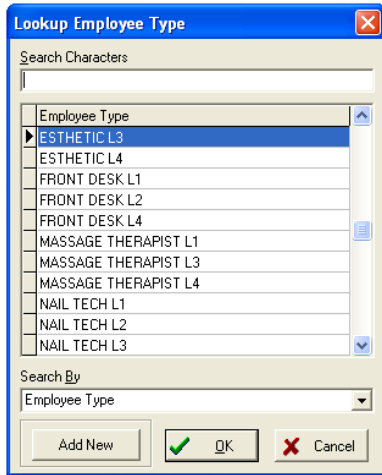 Lookup Employee Type
Search Characters
Employee Type
ESTHETIC L3
ESTHETIC L4
FRONT DESK L1
FRONT DESK L2
FRONT DESK L4
MASSAGE THERAPIST L1
MASSAGE THERAPIST L3
MASSAGE THERAPIST L4
NAIL TECH L1
NAIL TECH L2
NAIL TECH L3
Search By
Employee Type
Add New OK Cancel